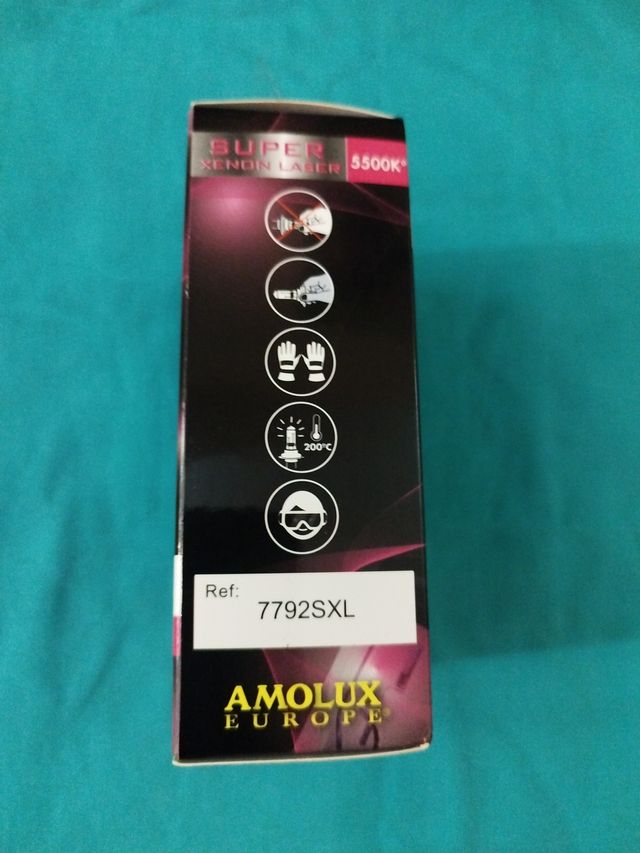 SUPER
XENON LASER
5500K°
200°C
Ref:
7792SXL
AMOLUX
EUROPE®